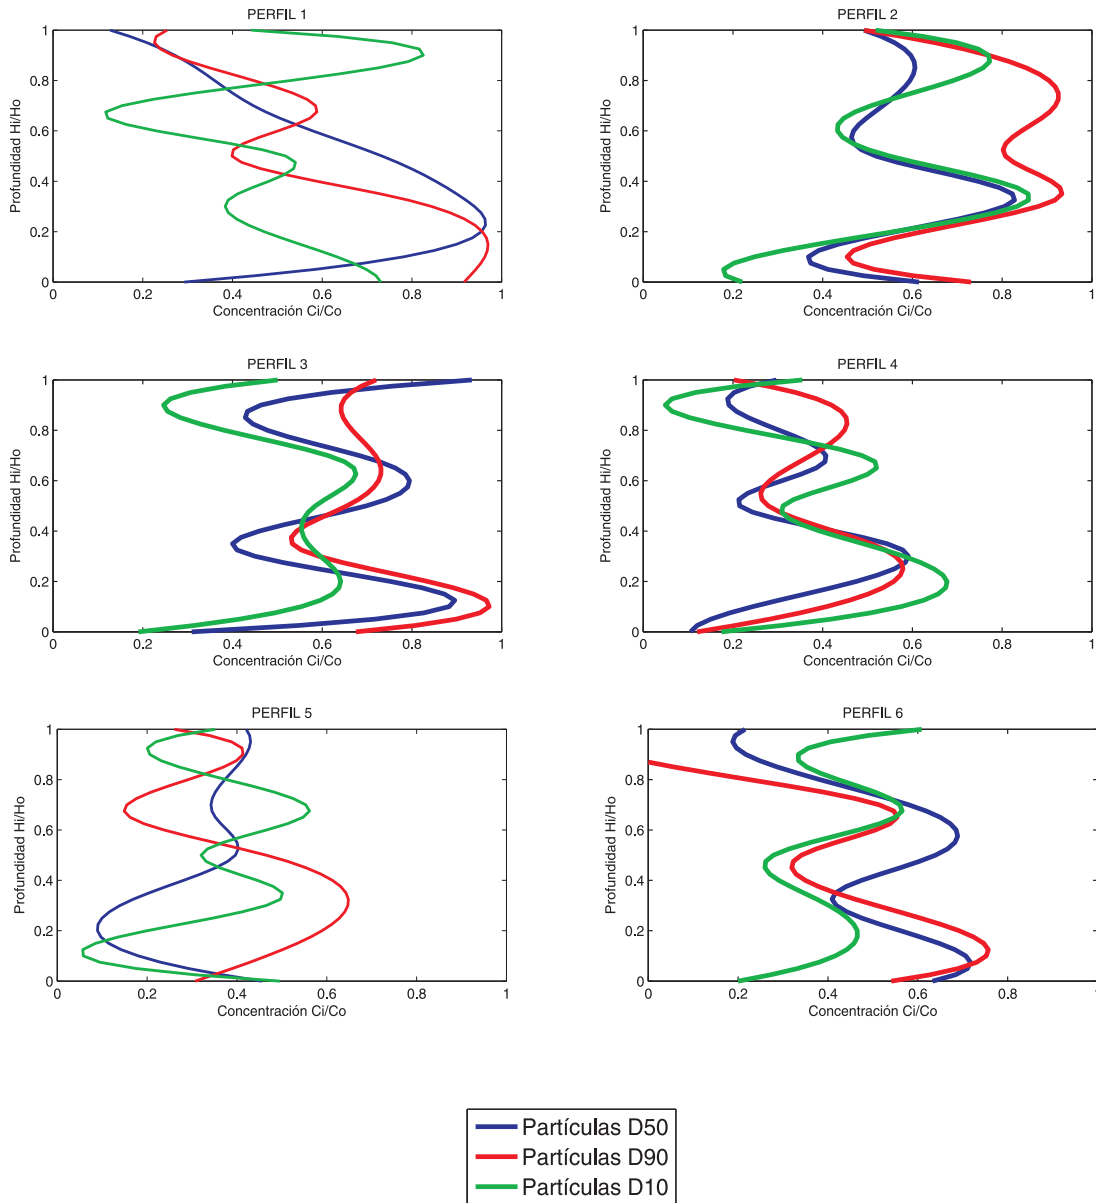 PERFIL 1
Profundidad Hi/Ho
1
0.8
0.6
0.4
0.2
0
0 0.2 0.4 0.6 0.8 1
Concentración Ci/Co
PERFIL 2
Profundidad Hi/Ho
1
0.8
0.6
0.4
0.2
0
0 0.2 0.4 0.6 0.8 1
Concentración Ci/Co
PERFIL 3
Profundidad Hi/Ho
1
0.8
0.6
0.4
0.2
0
0 0.2 0.4 0.6 0.8 1
Concentración Ci/Co
PERFIL 4
Profundidad Hi/Ho
1
0.8
0.6
0.4
0.2
0
0 0.2 0.4 0.6 0.8 1
Concentración Ci/Co
PERFIL 5
Profundidad Hi/Ho
1
0.8
0.6
0.4
0.2
0
0 0.2 0.4 0.6 0.8 1
Concentración Ci/Co
PERFIL 6
Profundidad Hi/Ho
1
0.8
0.6
0.4
0.2
0
0 0.2 0.4 0.6 0.8 1
Concentración Ci/Co
Partículas D50
Partículas D90
Partículas D10